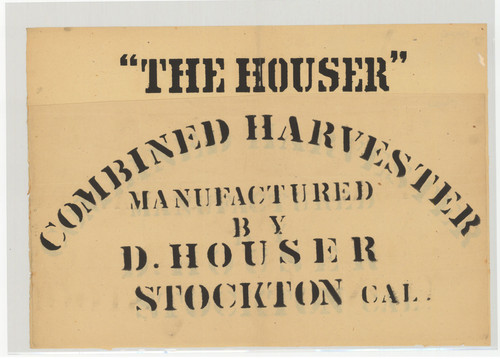 "THE HOUSER"
COMBINED HARVESTER
MANUFACTURED
BY
D. HOUSER
STOCKTON CAL.